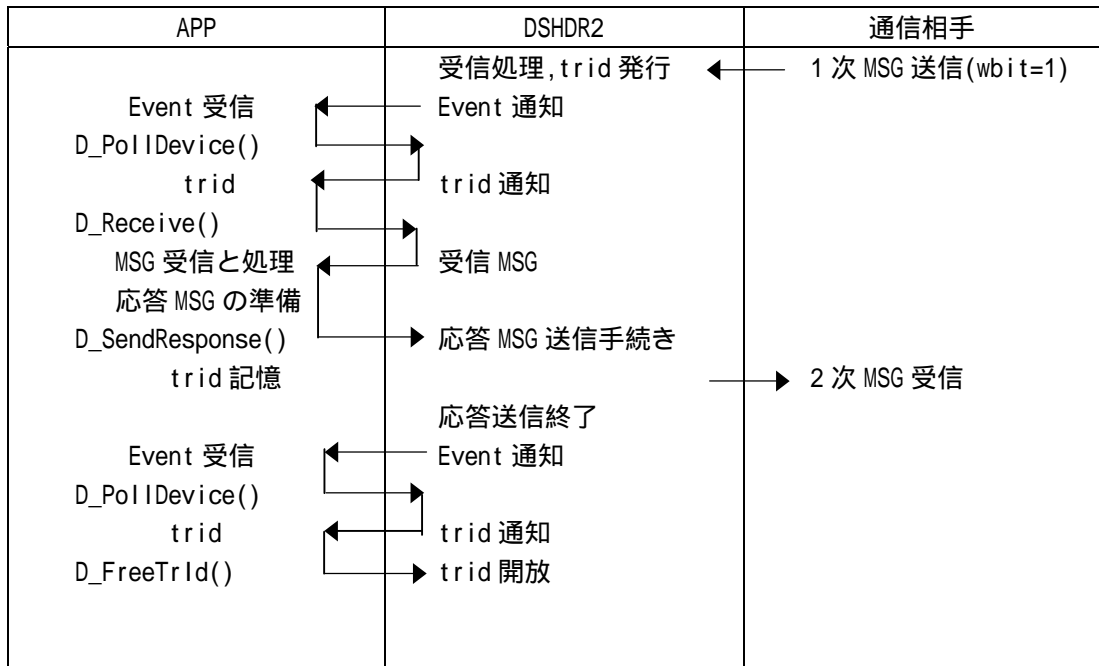 APP DSHDR2 通信相手
受信処理,trid 発行 1 次 MSG 送信(wbit=1)
Event 受信 Event 通知
D_PollDevice()
trid trid 通知
D_Receive()
MSG 受信と処理 受信 MSG
応答 MSG の準備
D_SendResponse() 応答 MSG 送信手続き
trid 記憶 2 次 MSG 受信
応答送信終了
Event 受信 Event 通知
D_PollDevice()
trid trid 通知
D_FreeTrId() trid 開放